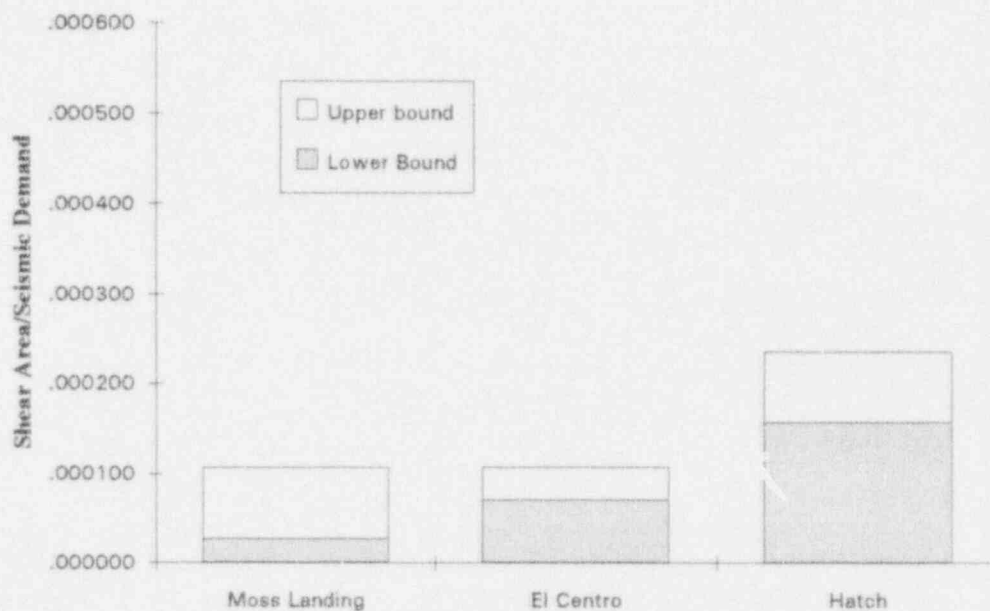 .000600
.000500
.000400
.000300
.000200
.000100
.000000
Shear Area/Seismic Demand
Upper bound
Lower Bound
Moss Landing
El Centro
Hatch